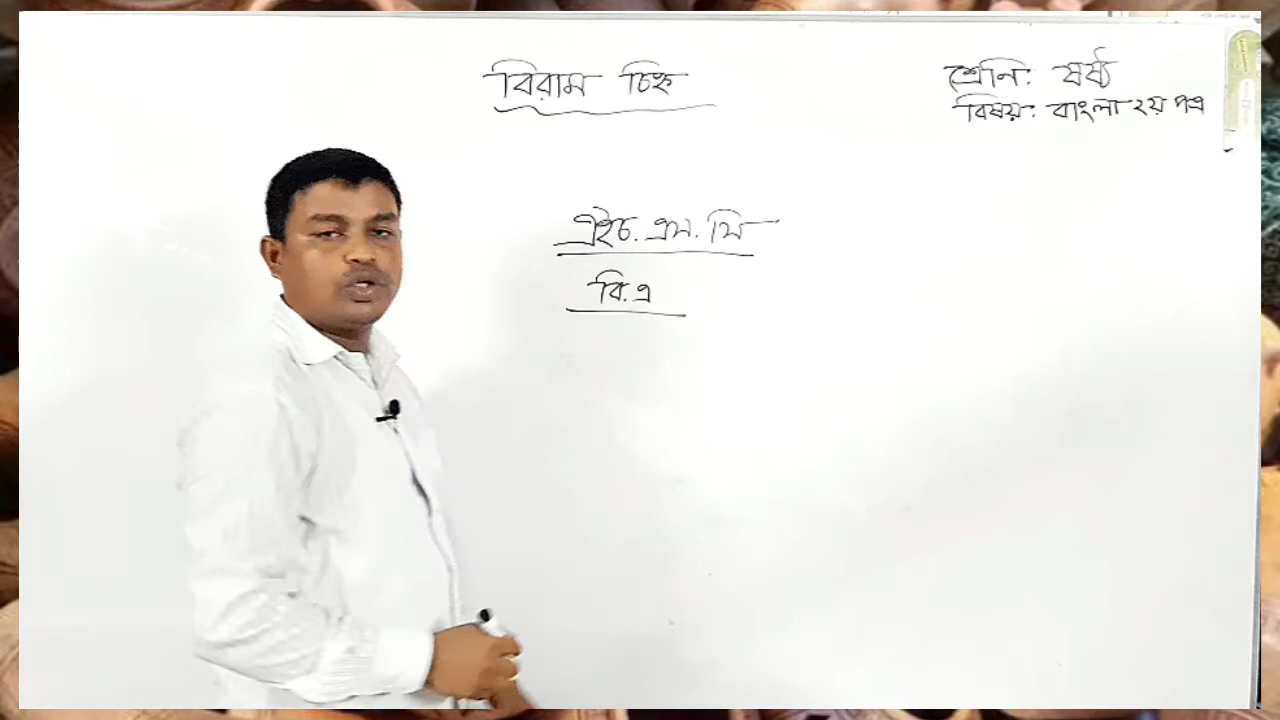 বিরাম চিহ্ন
শ্রেনি: ষষ্ঠ
বিষয়: বাংলা ২য় পত্র
এইচ.এস.সি
বি.এ